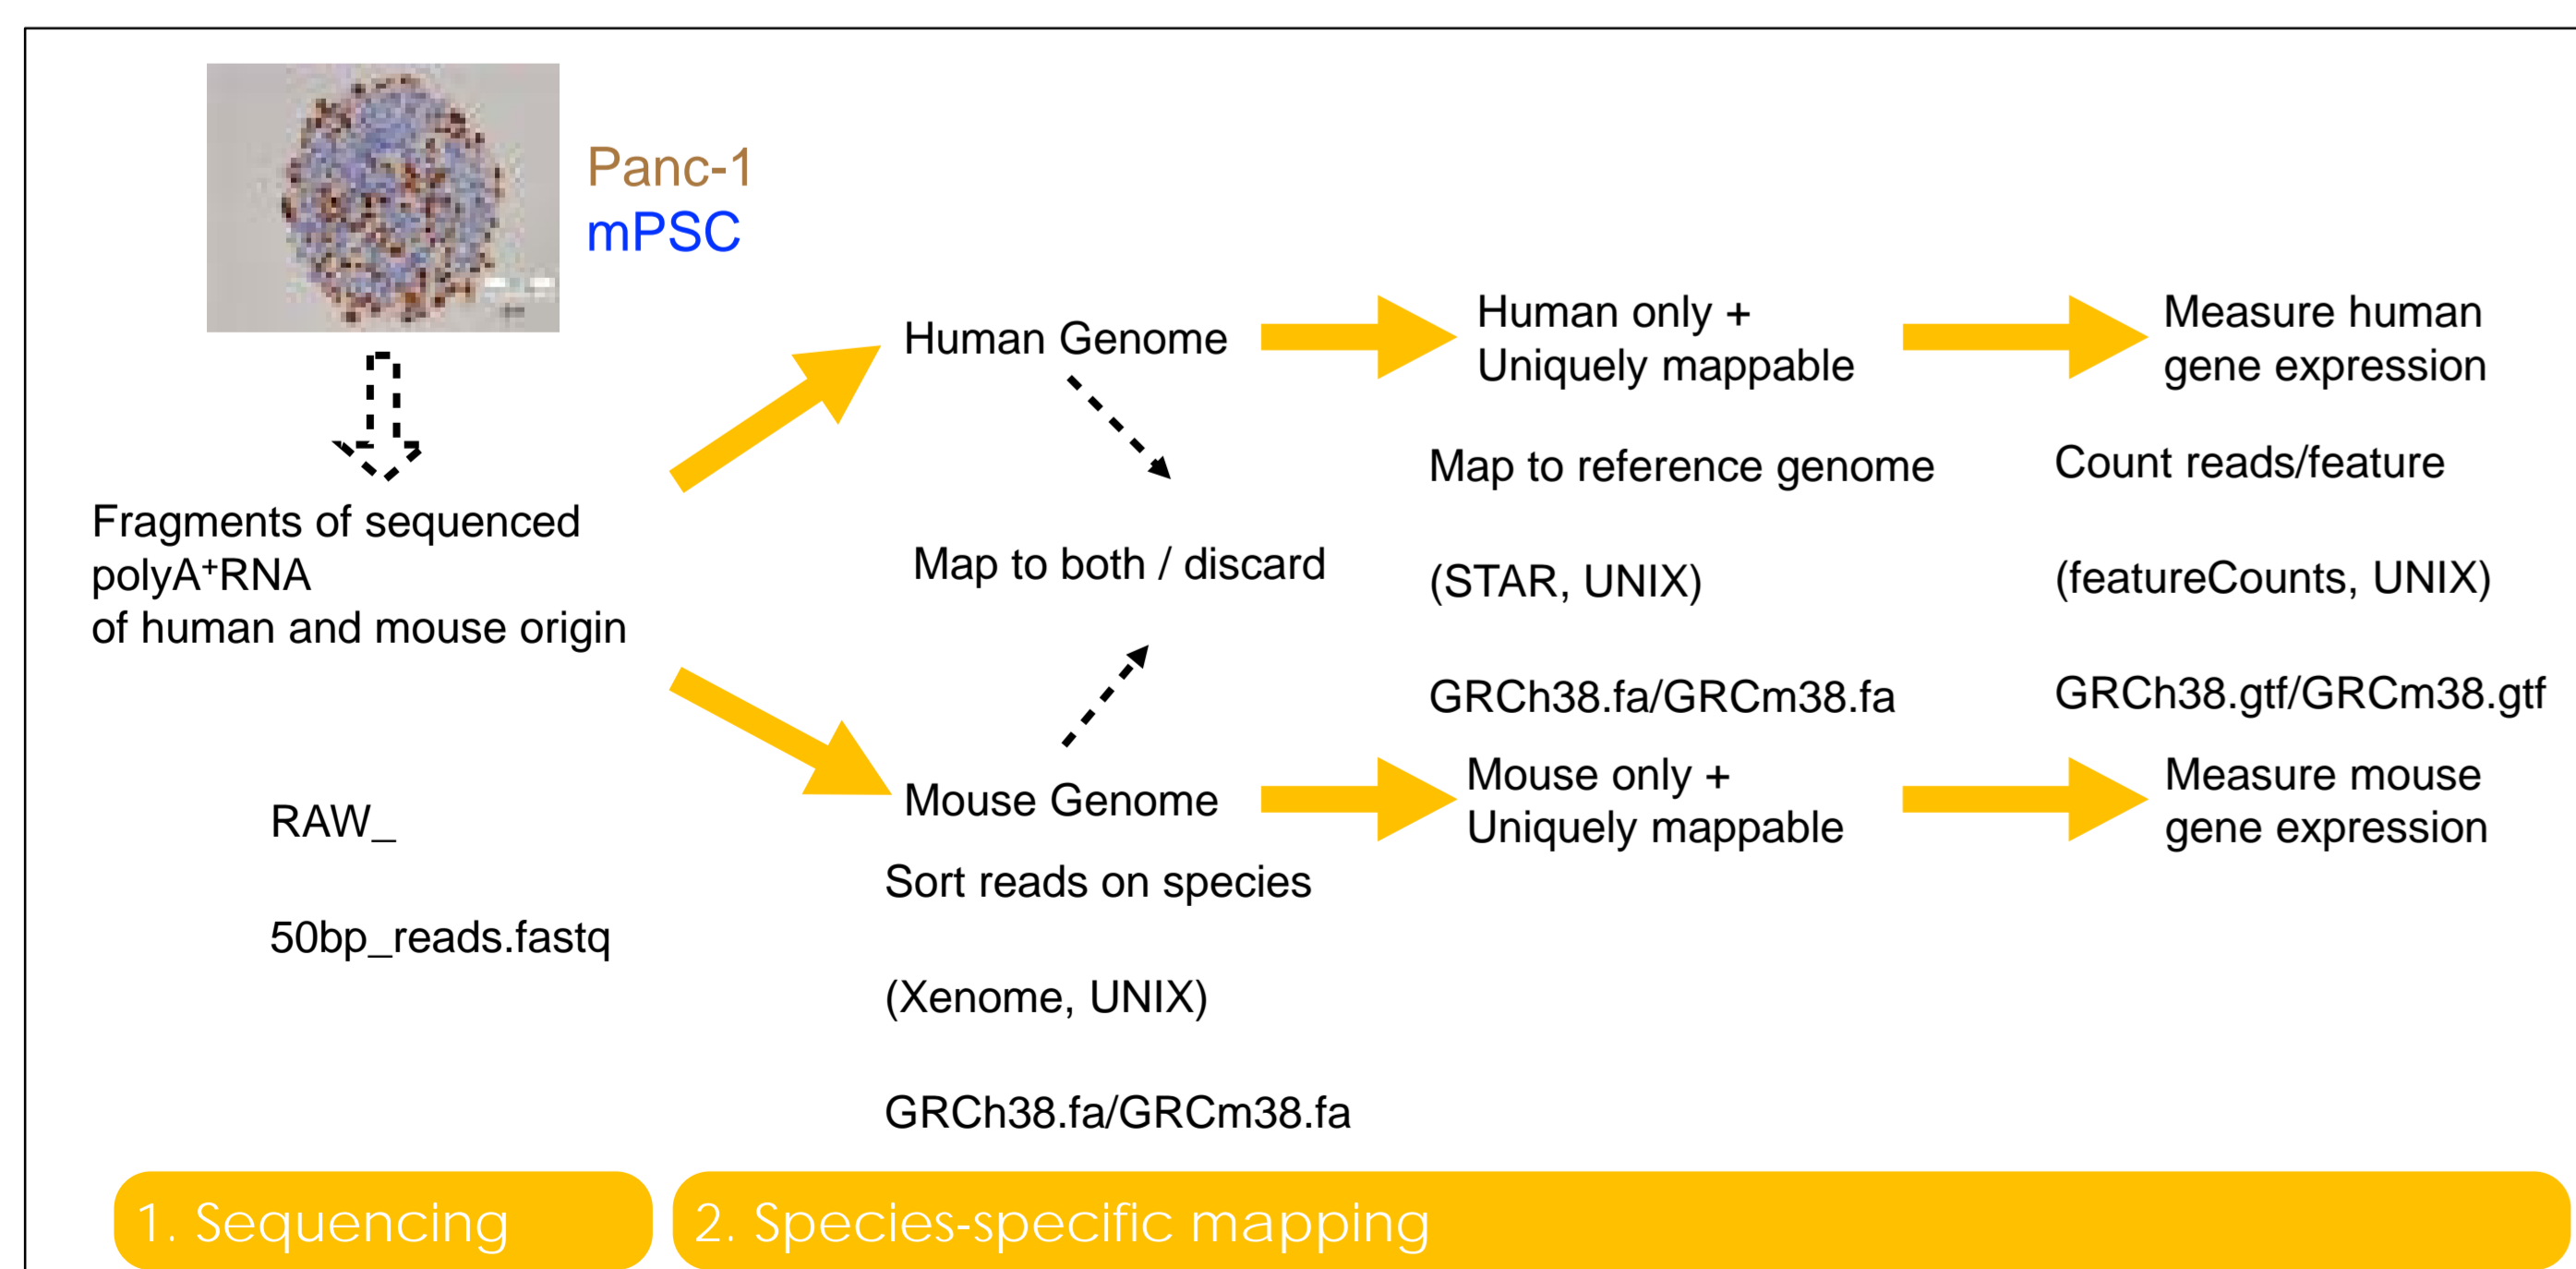 Panc-1
mPSC
Fragments of sequenced
polyA⁺RNA
of human and mouse origin
RAW_
50bp_reads.fastq
Human Genome
Map to both / discard
Mouse Genome
Sort reads on species
(Xenome, UNIX)
GRCh38.fa/GRCm38.fa
Human only +
Uniquely mappable
Map to reference genome
(STAR, UNIX)
GRCh38.fa/GRCm38.fa
Mouse only +
Uniquely mappable
Measure human
gene expression
Count reads/feature
(featureCounts, UNIX)
GRCh38.gtf/GRCm38.gtf
Measure mouse
gene expression
1. Sequencing
2. Species-specific mapping